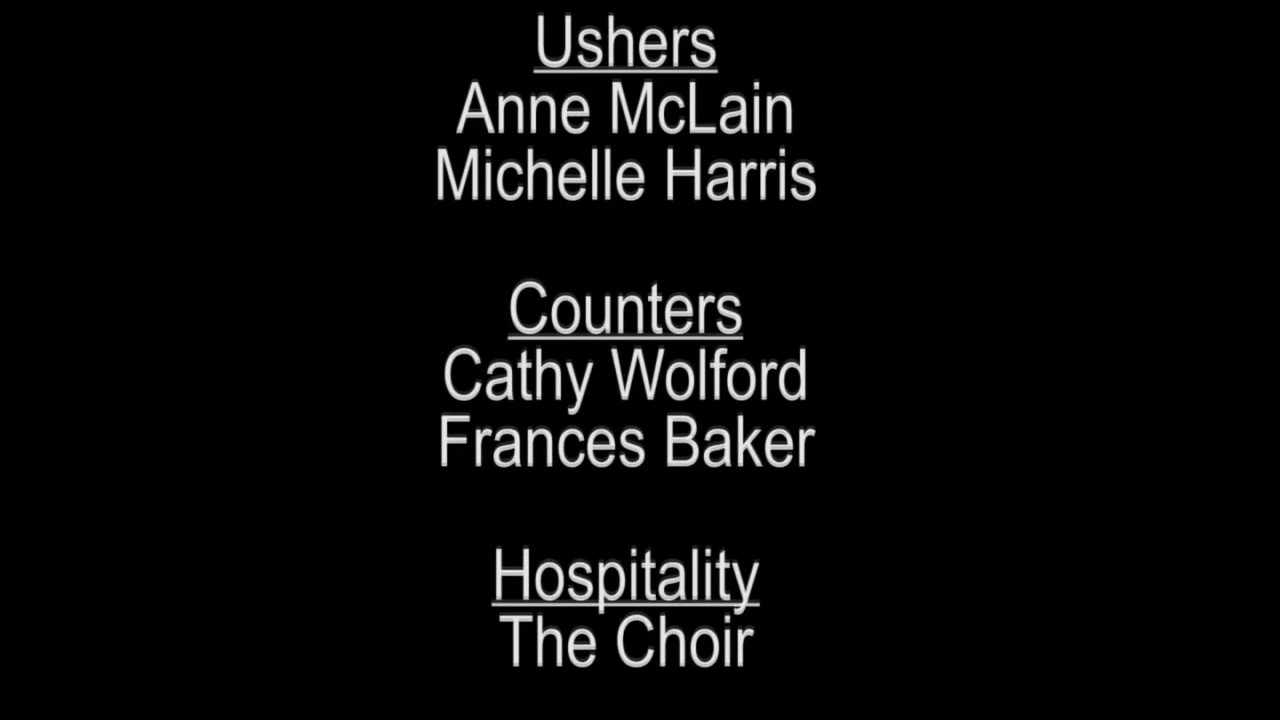 Ushers
Anne McLain
Michelle Harris
Counters
Cathy Wolford
Frances Baker
Hospitality
The Choir